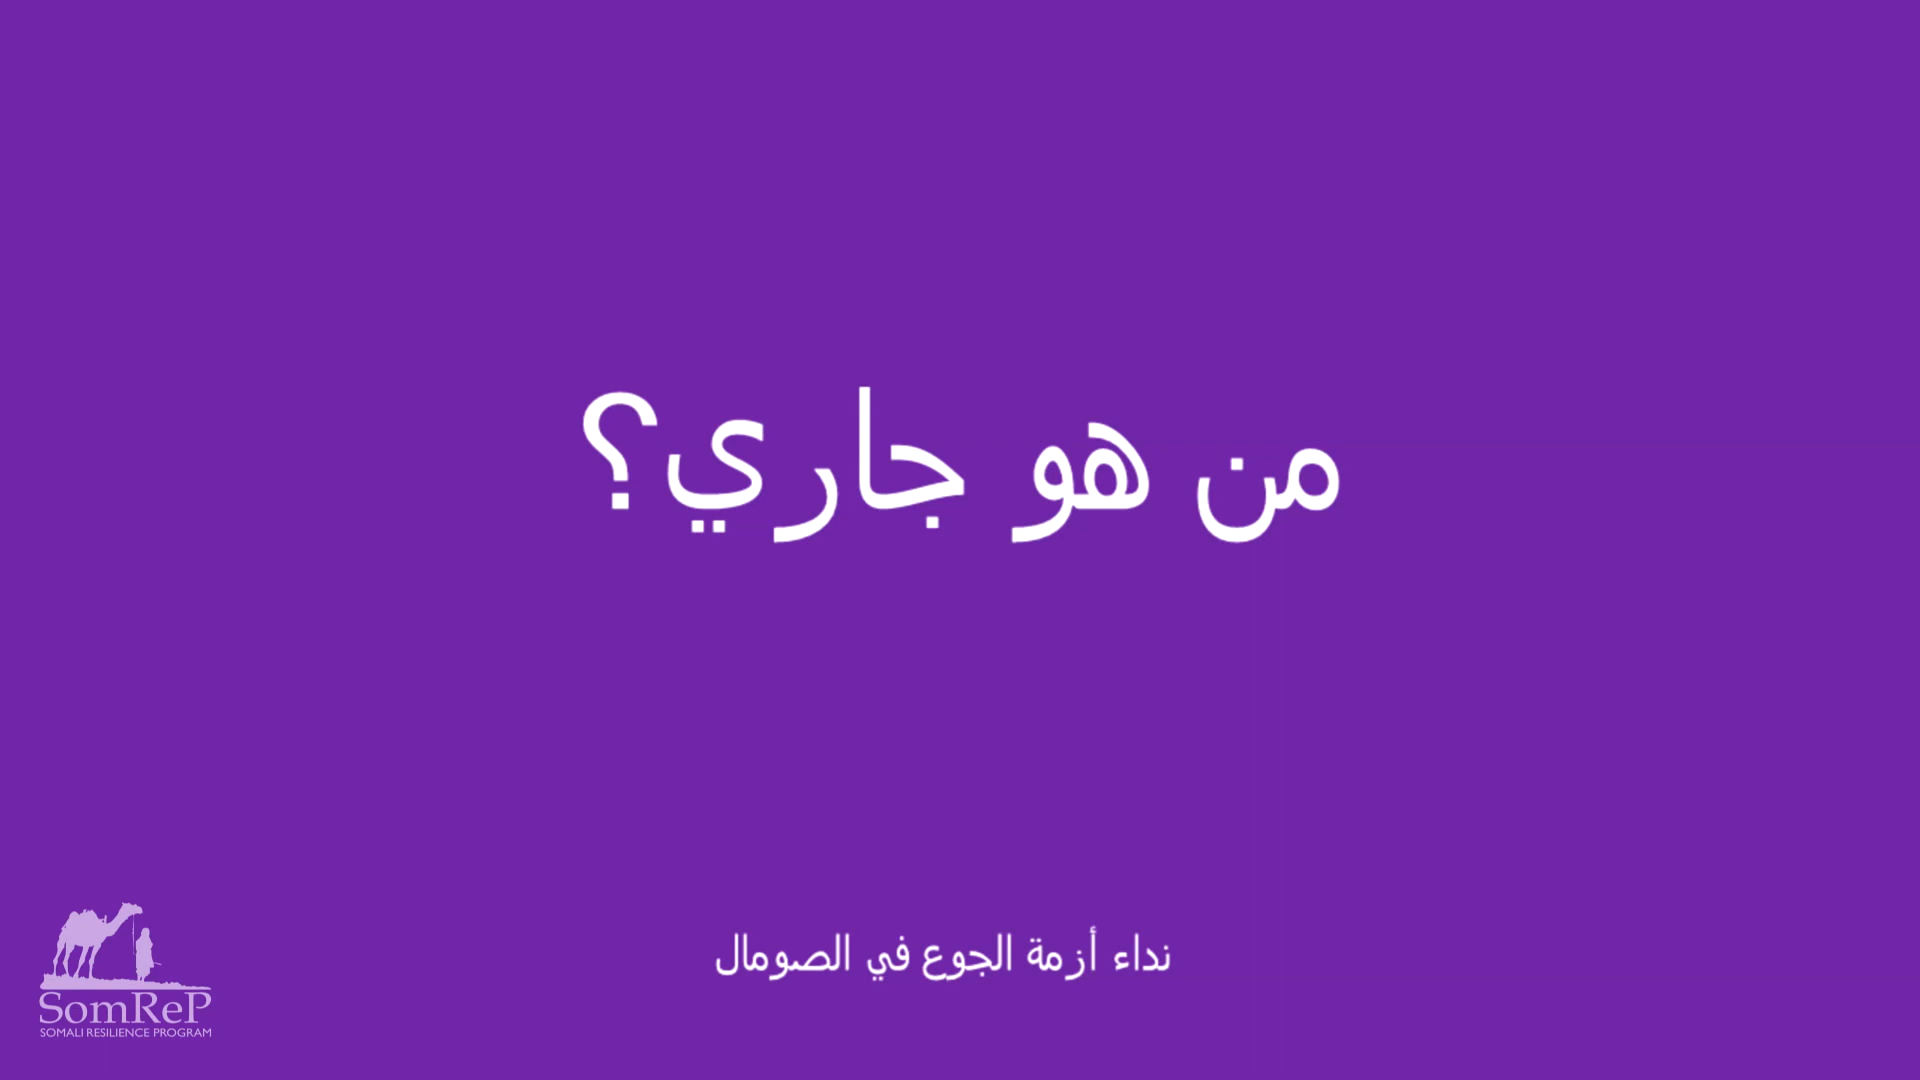 من هو جاري؟
نداء أزمة الجوع في الصومال
SomReP
SOMALI RESILIENCE PROGRAM